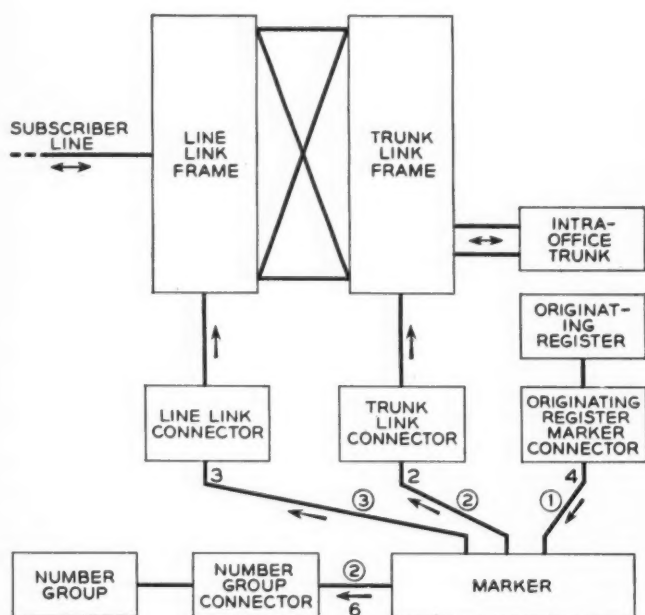 SUBSCRIBER
LINE
LINE
LINK
FRAME
TRUNK
LINK
FRAME
INTRA-
OFFICE
TRUNK
ORIGINAT-
ING
REGISTER
LINE LINK
CONNECTOR
TRUNK
LINK
CONNECTOR
ORIGINATING
REGISTER
MARKER
CONNECTOR
3
2
4
③
②
①
NUMBER
GROUP
NUMBER
GROUP
CONNECTOR
②
6
MARKER